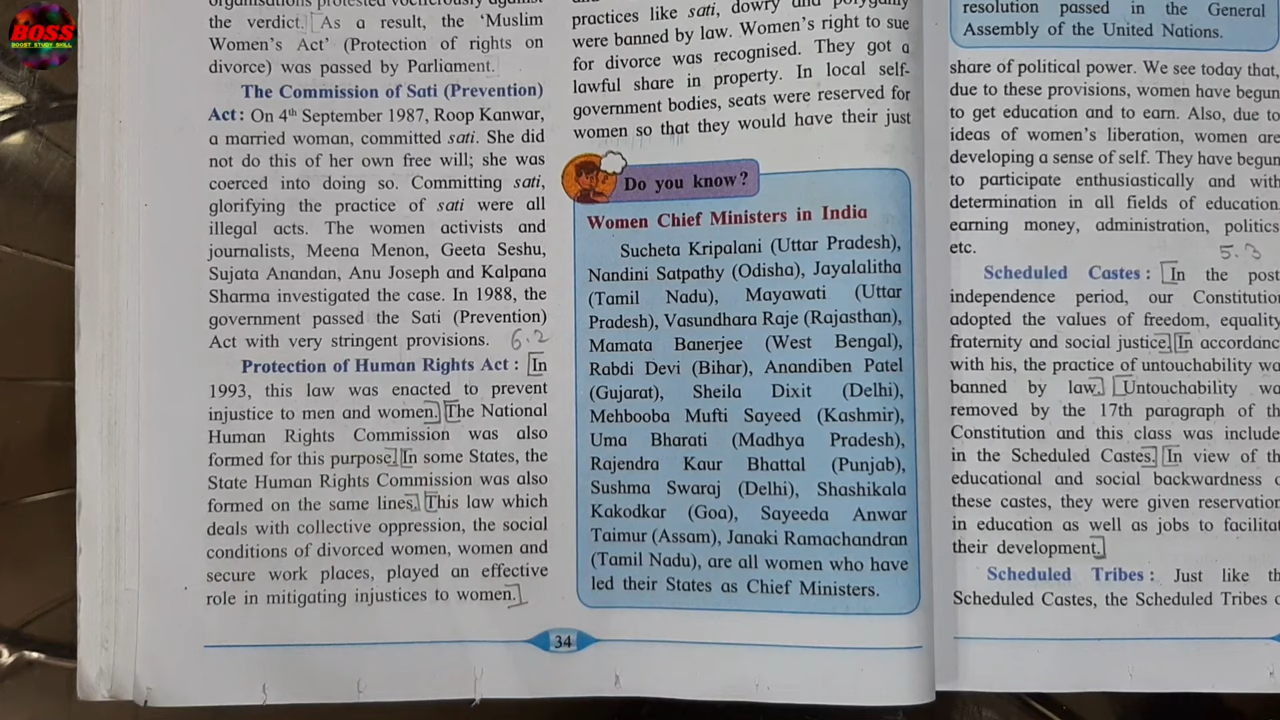 BOSS
BOOST STUDY SKILL
the verdict. As a result, the ‘Muslim
Women’s Act’ (Protection of rights on
divorce) was passed by Parliament.
The Commission of Sati (Prevention)
Act: On 4th September 1987, Roop Kanwar,
a married woman, committed sati. She did
not do this of her own free will; she was
coerced into doing so. Committing sati,
glorifying the practice of sati were all
illegal acts. The women activists and
journalists, Meena Menon, Geeta Seshu,
Sujata Anandan, Anu Joseph and Kalpana
Sharma investigated the case. In 1988, the
government passed the Sati (Prevention)
Act with very stringent provisions. 6.2
Protection of Human Rights Act : In
1993, this law was enacted to prevent
injustice to men and women. The National
Human Rights Commission was also
formed for this purpose. In some States, the
State Human Rights Commission was also
formed on the same lines. This law which
deals with collective oppression, the social
conditions of divorced women, women and
secure work places, played an effective
role in mitigating injustices to women.
practices like sati, dowry and polygamy
were banned by law. Women’s right to sue
for divorce was recognised. They got a
lawful share in property. In local self-
government bodies, seats were reserved for
women so that they would have their just
Do you know?
Women Chief Ministers in India
Sucheta Kripalani (Uttar Pradesh),
Nandini Satpathy (Odisha), Jayalalitha
(Tamil Nadu), Mayawati (Uttar
Pradesh), Vasundhara Raje (Rajasthan),
Mamata Banerjee (West Bengal),
Rabdi Devi (Bihar), Anandiben Patel
(Gujarat), Sheila Dixit (Delhi),
Mehbooba Mufti Sayeed (Kashmir),
Uma Bharati (Madhya Pradesh),
Rajendra Kaur Bhattal (Punjab),
Sushma Swaraj (Delhi), Shashikala
Kakodkar (Goa), Sayeeda Anwar
Taimur (Assam), Janaki Ramachandran
(Tamil Nadu), are all women who have
led their States as Chief Ministers.
34
resolution passed in the General
Assembly of the United Nations.
share of political power. We see today that,
due to these provisions, women have begun
to get education and to earn. Also, due to
ideas of women’s liberation, women are
developing a sense of self. They have begun
to participate enthusiastically and with
determination in all fields of education
earning money, administration, politics
etc. 5.3
Scheduled Castes : In the post
independence period, our Constitution
adopted the values of freedom, equality
fraternity and social justice. In accordanc
with his, the practice of untouchability wa
banned by law. Untouchability wa
removed by the 17th paragraph of th
Constitution and this class was include
in the Scheduled Castes. In view of th
educational and social backwardness
these castes, they were given reservation
in education as well as jobs to facilitat
their development.
Scheduled Tribes : Just like th
Scheduled Castes, the Scheduled Tribes